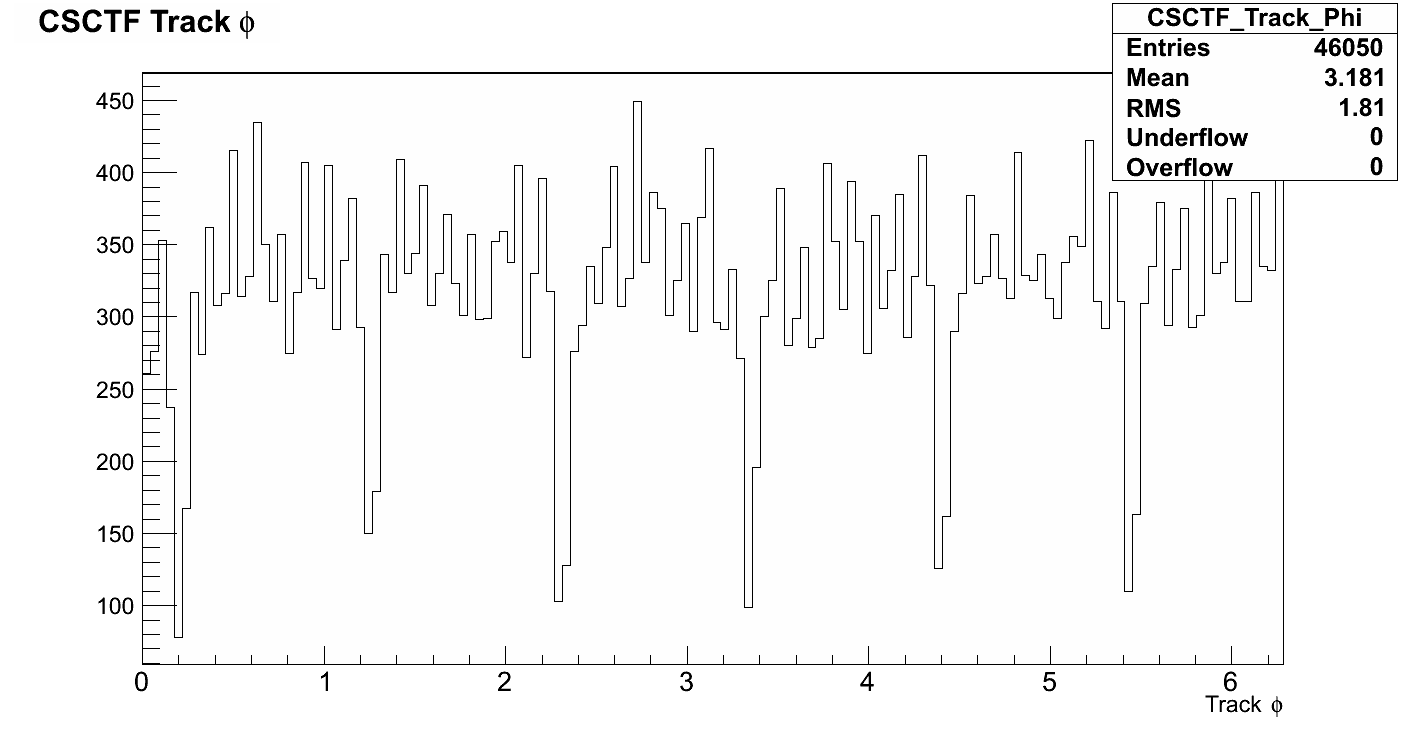 CSCTF Track ϕ
CSCTF_Track_Phi
Entries 46050
Mean 3.181
RMS 1.81
Underflow 0
Overflow 0
450
400
350
300
250
200
150
100
0 1 2 3 4 5 6
Track ϕ